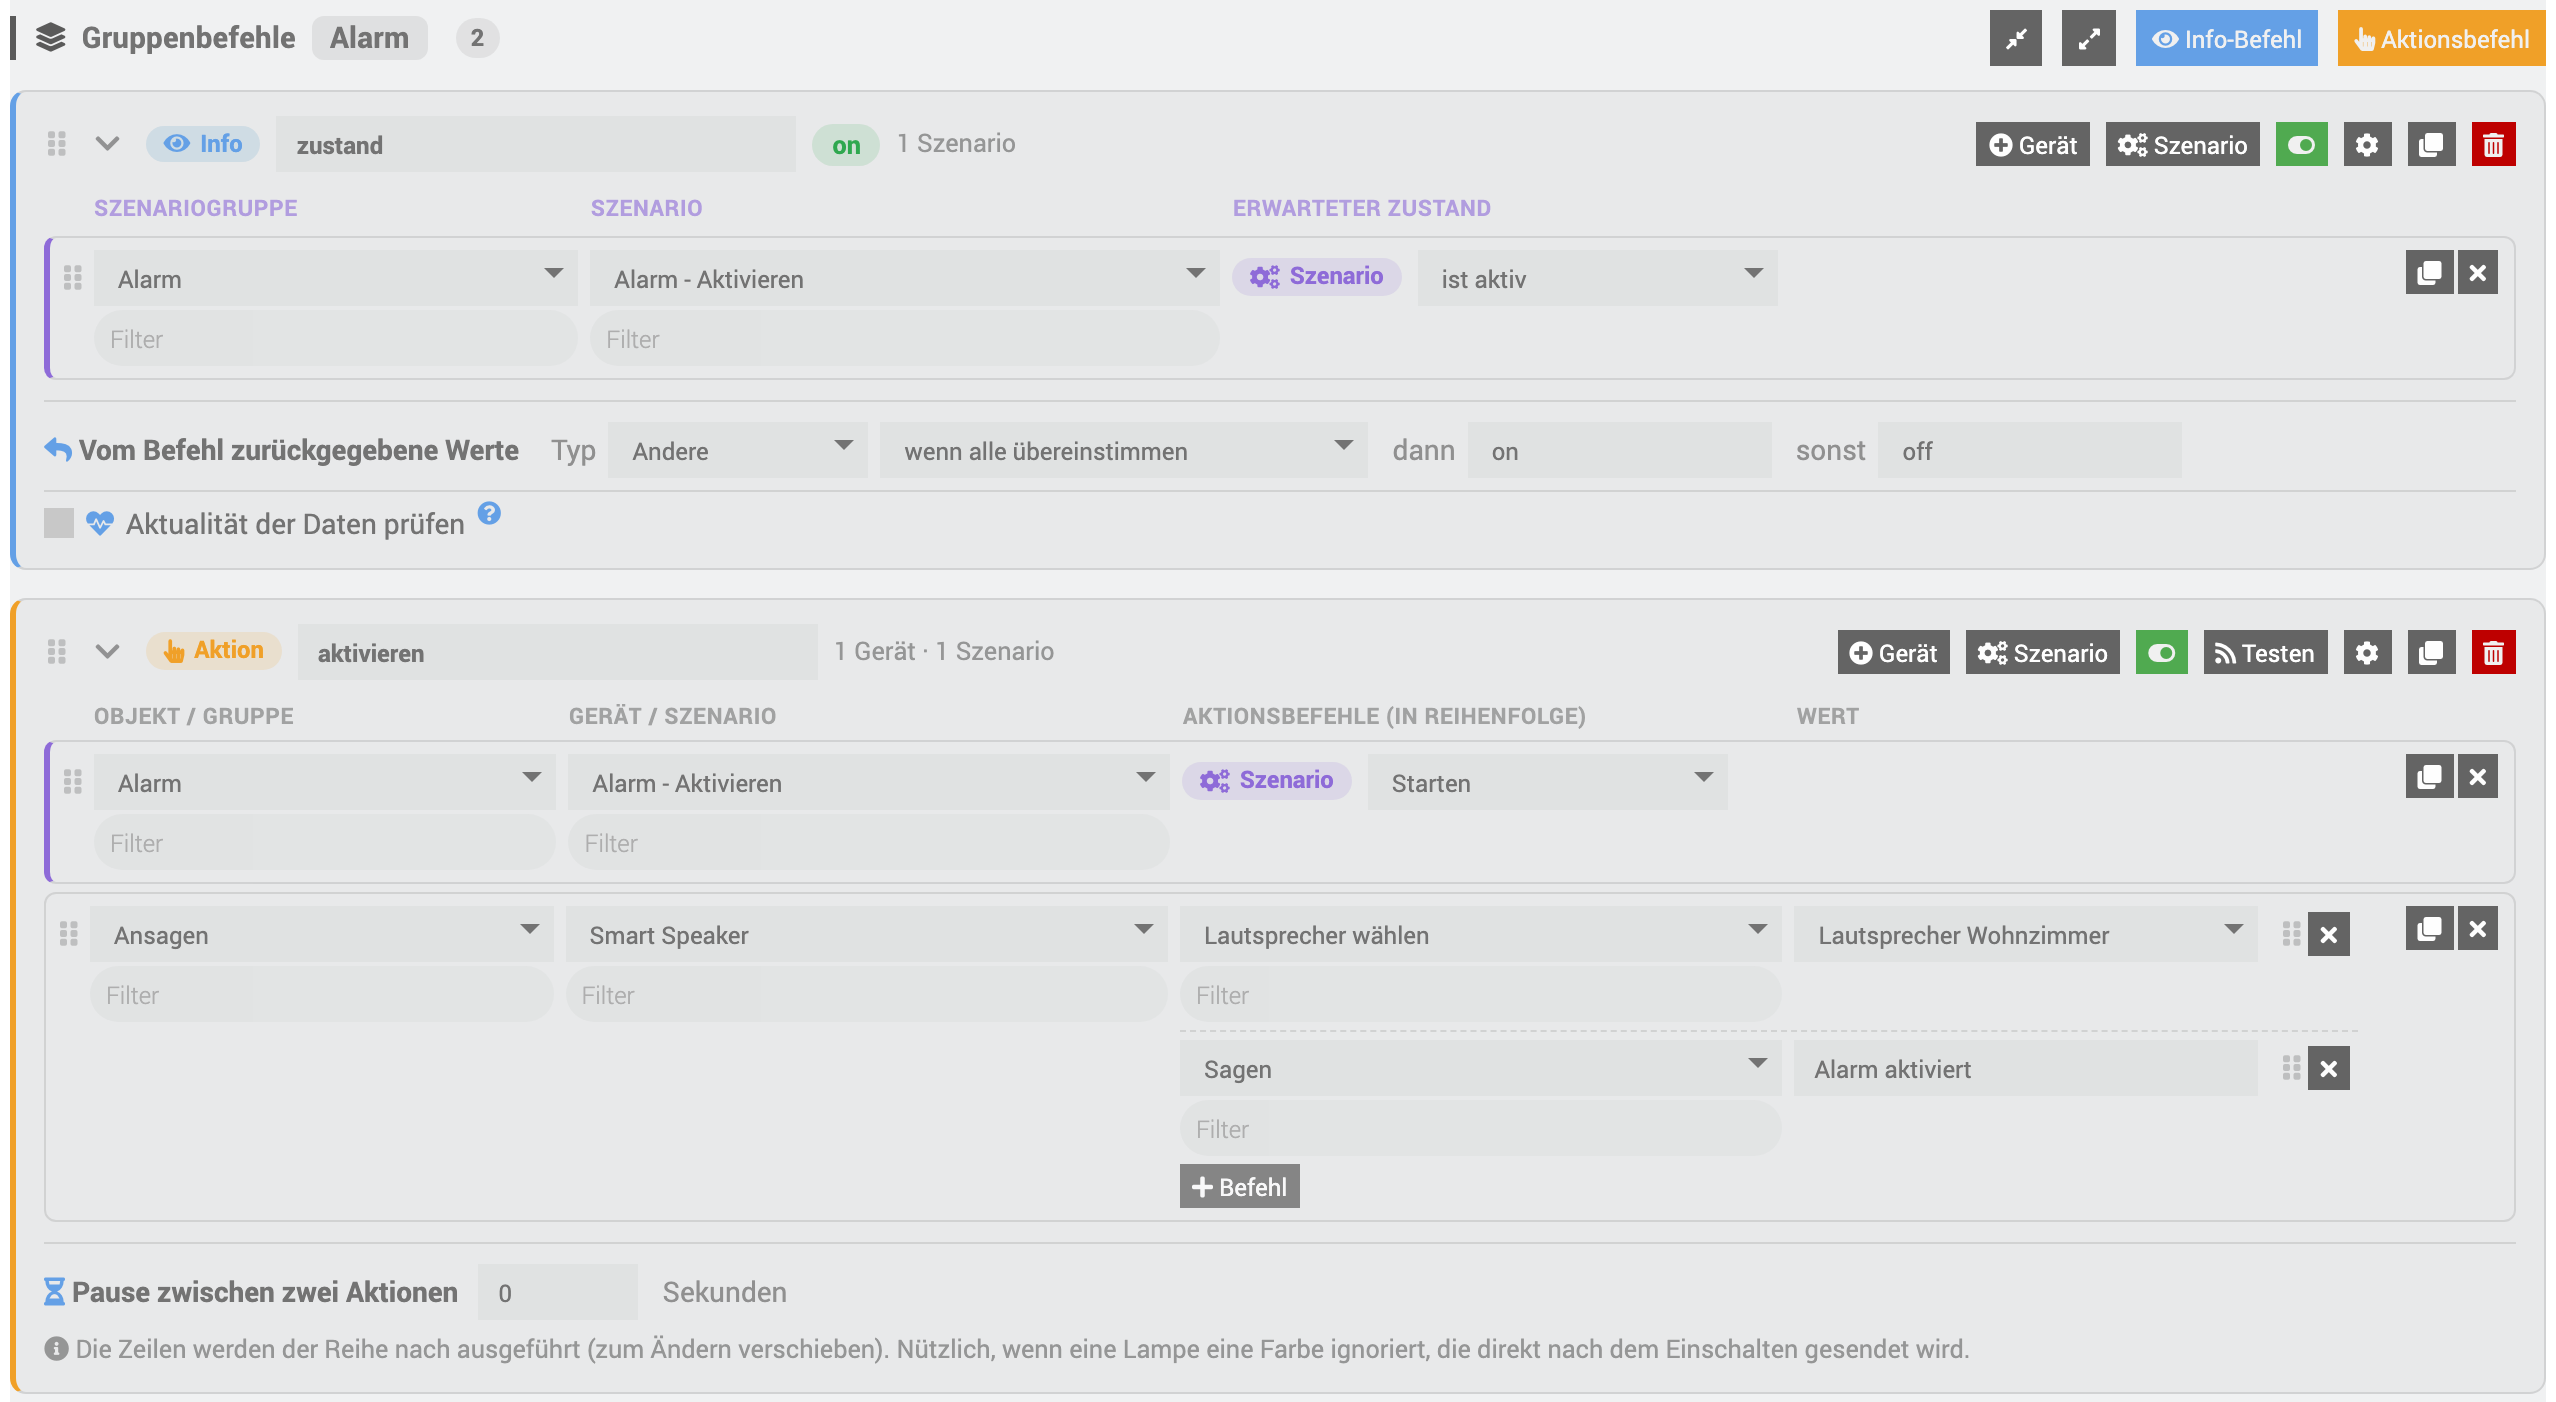 Gruppenbefehle Alarm 2 Info-Befehl Aktionsbefehl
Info zustand on 1 Szenario Gerät Szenario
SZENARIOGRUPPE SZENARIO ERWARTETER ZUSTAND
Alarm Alarm - Aktivieren Szenario ist aktiv
Filter Filter
Vom Befehl zurückgegebene Werte Typ Andere wenn alle übereinstimmen dann on sonst off
Aktualität der Daten prüfen ?
Aktion aktivieren 1 Gerät · 1 Szenario Gerät Szenario Testen
OBJEKT / GRUPPE GERÄT / SZENARIO AKTIONSBEFEHLE (IN REIHENFOLGE) WERT
Alarm Alarm - Aktivieren Szenario Starten
Filter Filter
Ansagen Smart Speaker Lautsprecher wählen Lautsprecher Wohnzimmer
Filter Filter Filter
Sagen Alarm aktiviert
Filter
Befehl
Pause zwischen zwei Aktionen 0 Sekunden
Die Zeilen werden der Reihe nach ausgeführt (zum Ändern verschieben). Nützlich, wenn eine Lampe eine Farbe ignoriert, die direkt nach dem Einschalten gesendet wird.